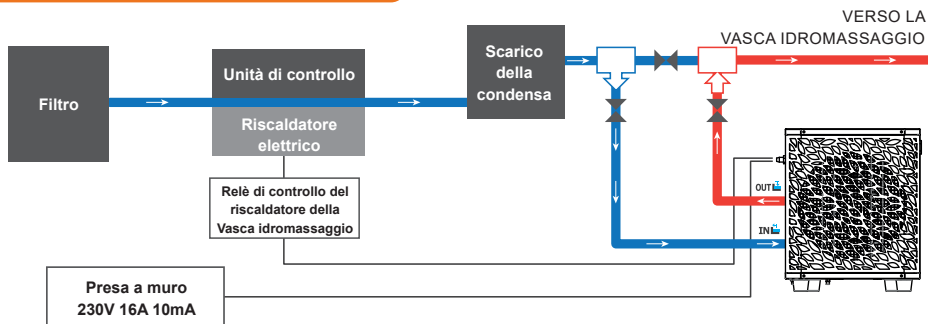 VERSO LA
VASCA IDROMASSAGGIO
Filtro
Unità di controllo
Riscaldatore
elettrico
Scarico
della
condensa
Relè di controllo del
riscaldatore della
Vasca idromassaggio
OUT
IN
Presa a muro
230V 16A 10mA